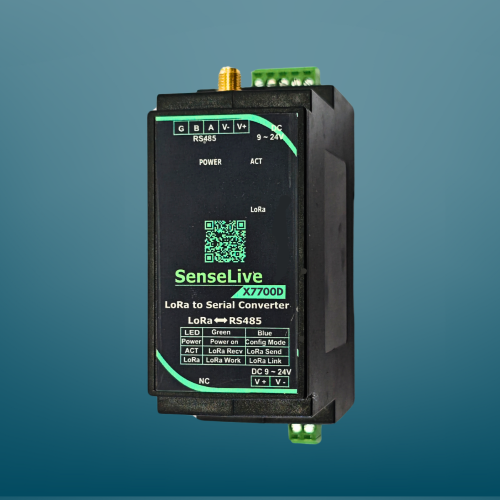 G B A V- V+ DC
RS485 9 ~ 24V
POWER ACT
LoRa
SenseLive
X7700D
LoRa to Serial Converter
LoRa ⟷ RS485
LED Green Blue
Power Power on Config Mode
ACT LoRa Recv LoRa Send
LoRa LoRa Work LoRa Link
DC 9 ~ 24V
NC V + V -